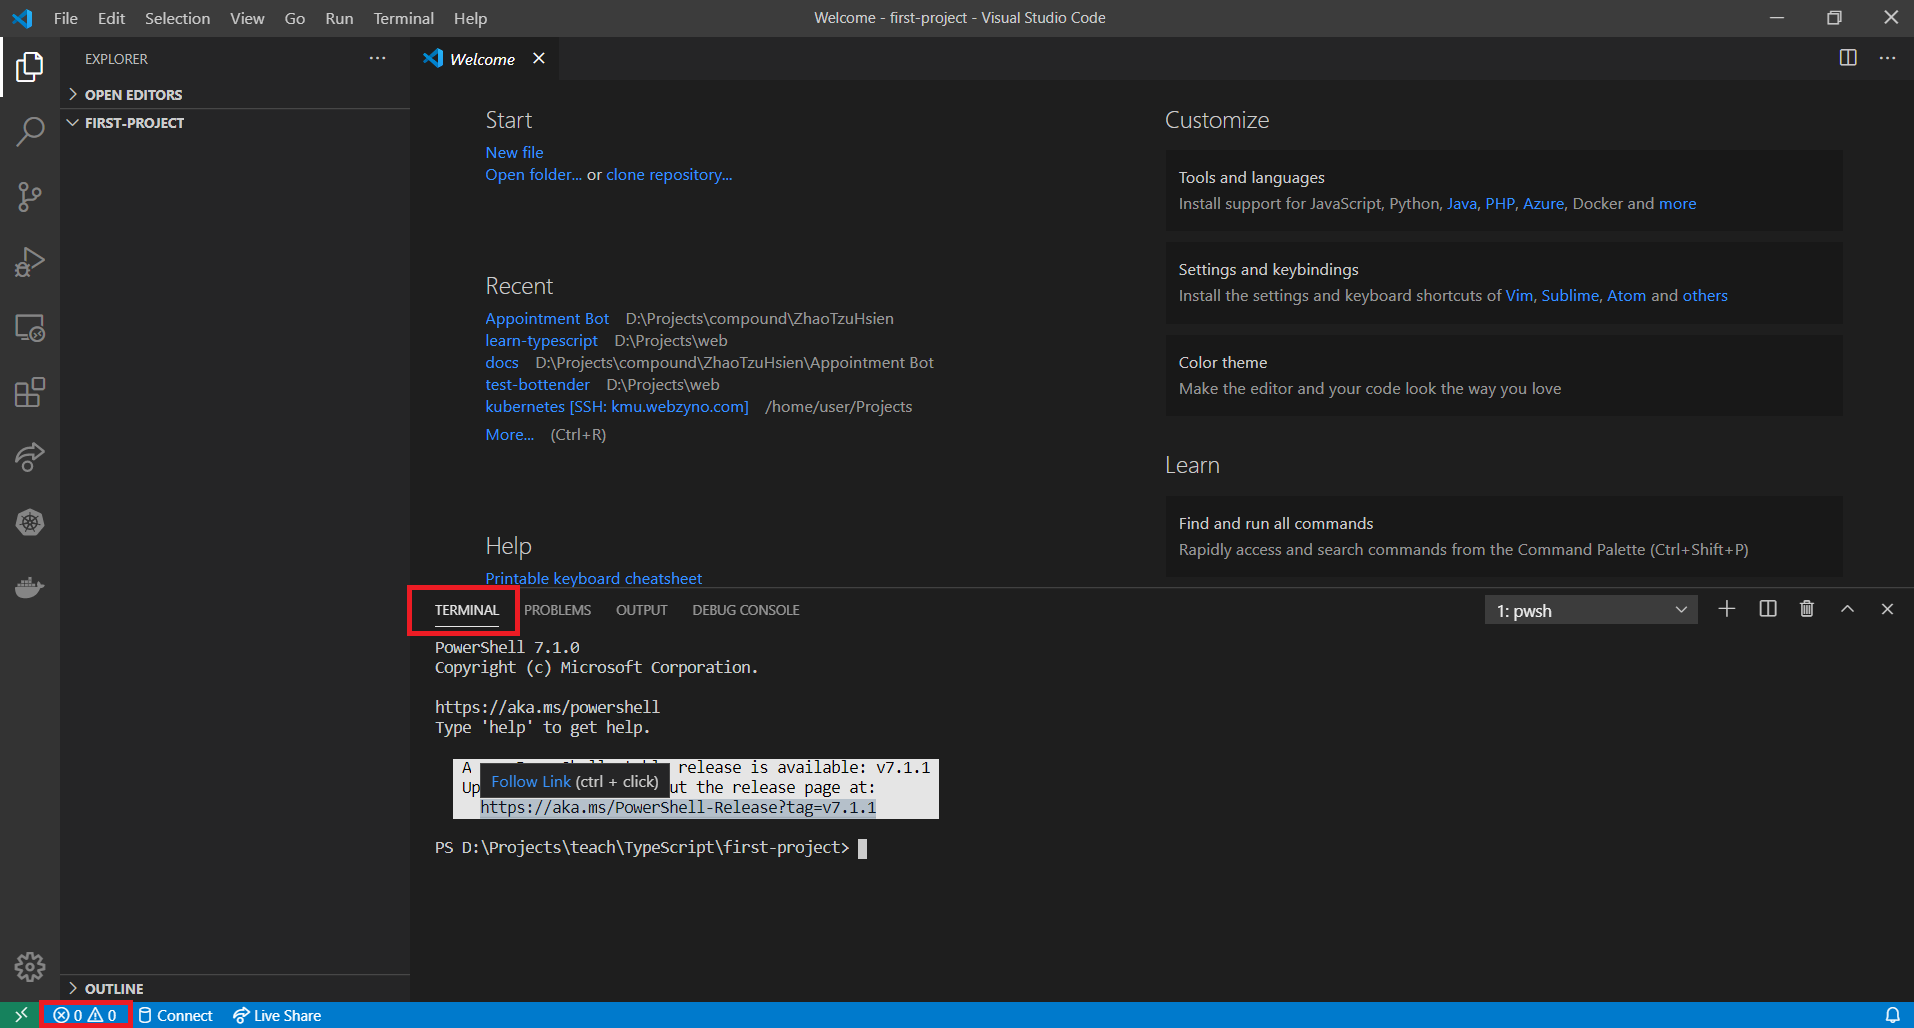 File Edit Selection View Go Run Terminal Help
Welcome - first-project - Visual Studio Code
EXPLORER
OPEN EDITORS
FIRST-PROJECT
OUTLINE
Welcome
Start
New file
Open folder... or clone repository...
Recent
Appointment Bot D:\Projects\compound\ZhaoTzuHsien
learn-typescript D:\Projects\web
docs D:\Projects\compound\ZhaoTzuHsien\Appointment Bot
test-bottender D:\Projects\web
kubernetes [SSH: kmu.webzyno.com] /home/user/Projects
More... (Ctrl+R)
Help
Printable keyboard cheatsheet
Customize
Tools and languages
Install support for JavaScript, Python, Java, PHP, Azure, Docker and more
Settings and keybindings
Install the settings and keyboard shortcuts of Vim, Sublime, Atom and others
Color theme
Make the editor and your code look the way you love
Learn
Find and run all commands
Rapidly access and search commands from the Command Palette (Ctrl+Shift+P)
TERMINAL PROBLEMS OUTPUT DEBUG CONSOLE
1: pwsh
PowerShell 7.1.0
Copyright (c) Microsoft Corporation.
https://aka.ms/powershell
Type 'help' to get help.
A release is available: v7.1.1
Follow Link (ctrl + click)
the release page at:
https://aka.ms/PowerShell-Release?tag=v7.1.1
PS D:\Projects\teach\TypeScript\first-project>
0 0 Connect Live Share